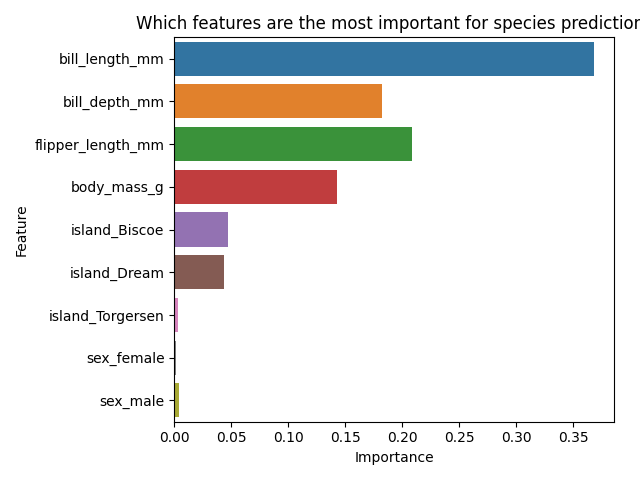 Which features are the most important for species prediction
bill_length_mm
bill_depth_mm
flipper_length_mm
body_mass_g
island_Biscoe
island_Dream
island_Torgersen
sex_female
sex_male
Feature
0.00 0.05 0.10 0.15 0.20 0.25 0.30 0.35
Importance